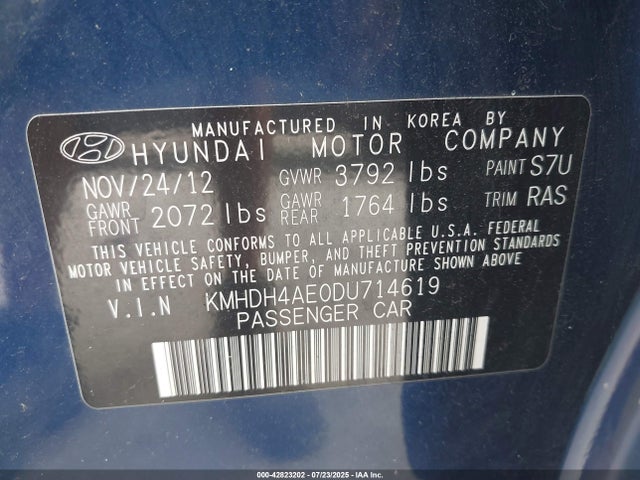 MANUFACTURED IN KOREA BY
HYUNDAI MOTOR COMPANY
NOV/24/12 GVWR 3792 lbs PAINT S7U
GAWR FRONT 2072 lbs GAWR REAR 1764 lbs TRIM RAS
THIS VEHICLE CONFORMS TO ALL APPLICABLE U.S.A. FEDERAL
MOTOR VEHICLE SAFETY, BUMPER, AND THEFT PREVENTION STANDARDS
IN EFFECT ON THE DATE OF MANUFACTURE SHOWN ABOVE.
V.I.N KMHDH4AE0DU714619
PASSENGER CAR
000-42823202 - 07/23/2025 - IAAI.com